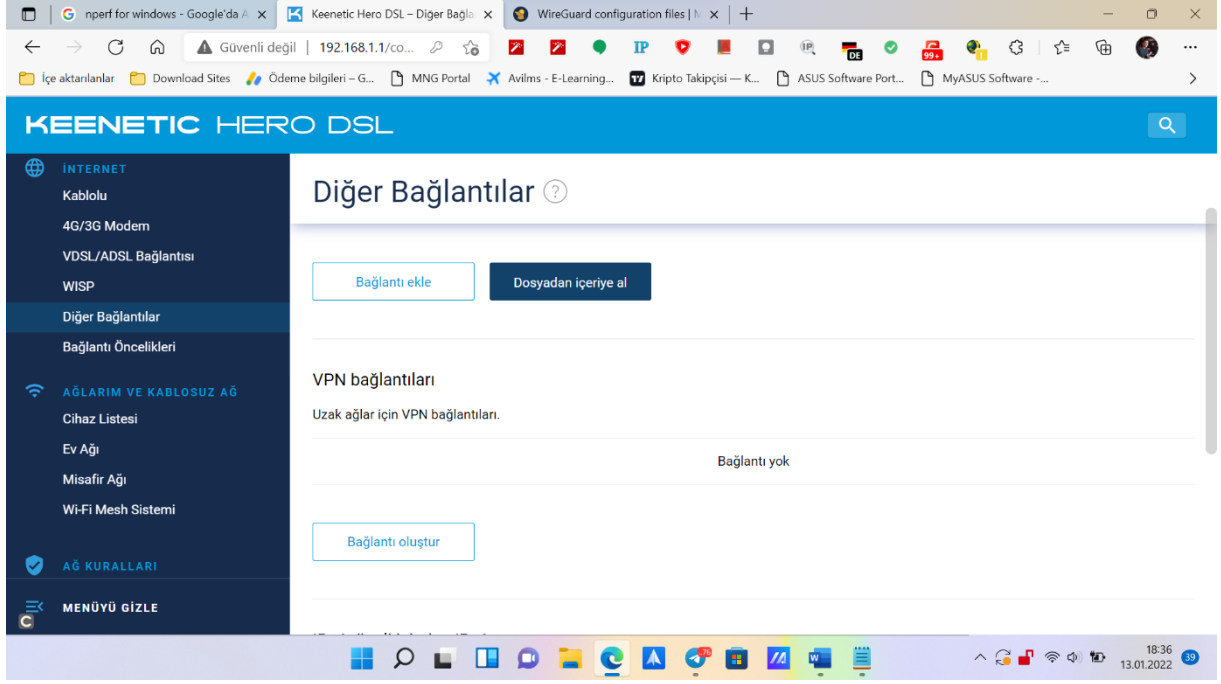 nperf for windows - Google'da A
Keenetic Hero DSL – Diğer Bağla
WireGuard configuration files | M
Güvenli değil | 192.168.1.1/co...
IP
DE
99+
İçe aktarılanlar
Download Sites
Ödeme bilgileri – G...
MNG Portal
Avilms - E-Learning...
Kripto Takipçisi — K...
ASUS Software Port...
MyASUS Software -...
KEENETIC HERO DSL
İNTERNET
Kablolu
4G/3G Modem
VDSL/ADSL Bağlantısı
WISP
Diğer Bağlantılar
Bağlantı Öncelikleri
AĞLARIM VE KABLOSUZ AĞ
Cihaz Listesi
Ev Ağı
Misafir Ağı
Wi-Fi Mesh Sistemi
AĞ KURALLARI
MENÜYÜ GİZLE
C
Diğer Bağlantılar ?
Bağlantı ekle
Dosyadan içeriye al
VPN bağlantıları
Uzak ağlar için VPN bağlantıları.
Bağlantı yok
Bağlantı oluştur
18:36
13.01.2022
39